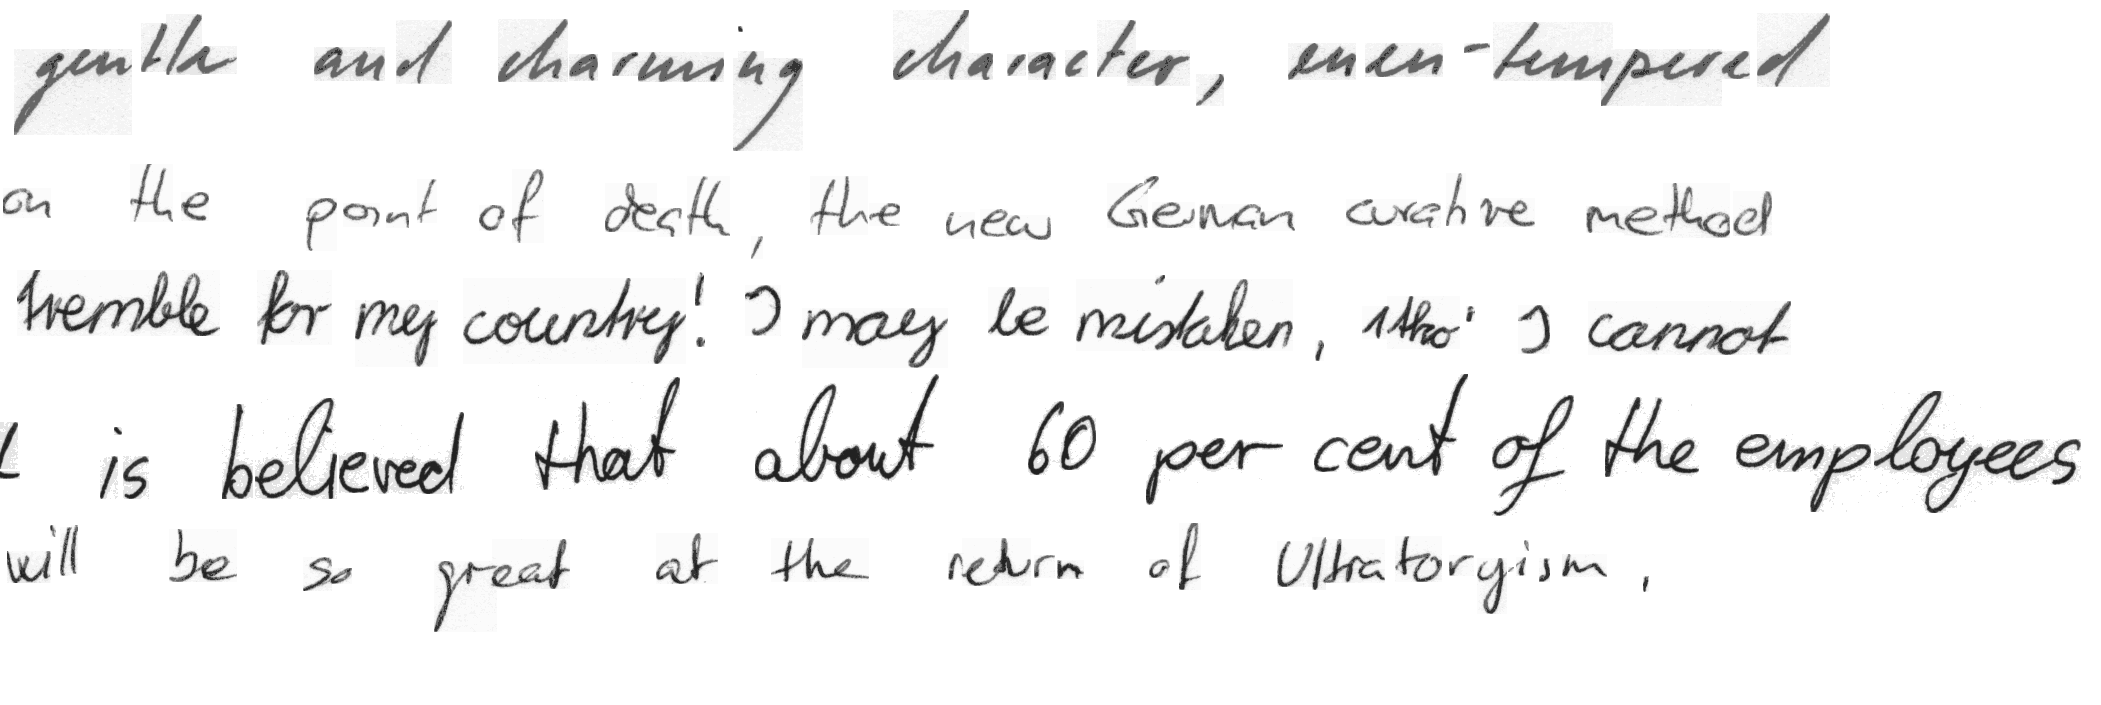 gentle and charming character, even-tempered
on the point of death, the new German curative method
tremble for my country! I may be mistaken, tho' I cannot
is believed that about 60 per cent of the employees
will be so great at the return of Ultratoryism,